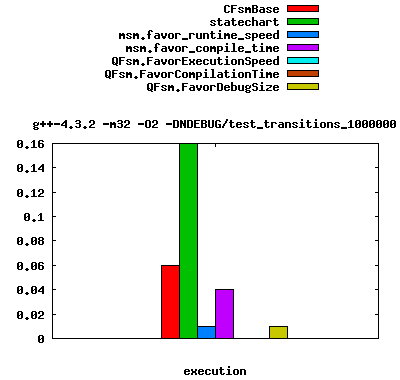 CFsmBase
statechart
msm.favor_runtime_speed
msm.favor_compile_time
QFsm.FavorExecutionSpeed
QFsm.FavorCompilationTime
QFsm.FavorDebugSize
g++-4.3.2 -m32 -O2 -DNDEBUG/test_transitions_1000000
0.16
0.14
0.12
0.1
0.08
0.06
0.04
0.02
0
execution